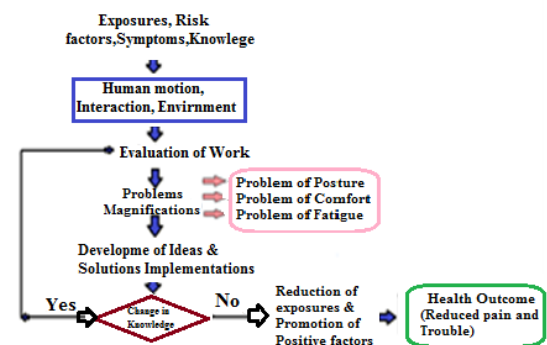 Exposures, Risk
factors,Symptoms,Knowlege
Human motion,
Interaction, Envirnment
Evaluation of Work
Problems
Magnifications
Problem of Posture
Problem of Comfort
Problem of Fatigue
Developme of Ideas &
Solutions Implementations
Yes
Change in
Knowledge
No
Reduction of
exposures &
Promotion of
Positive factors
Health Outcome
(Reduced pain and
Trouble)